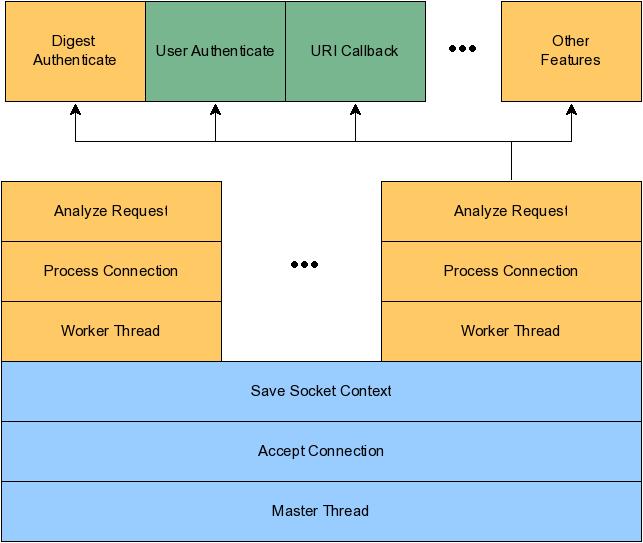 Digest
Authenticate
User Authenticate
URI Callback
Other
Features
Analyze Request
Analyze Request
Process Connection
Process Connection
Worker Thread
Worker Thread
Save Socket Context
Accept Connection
Master Thread